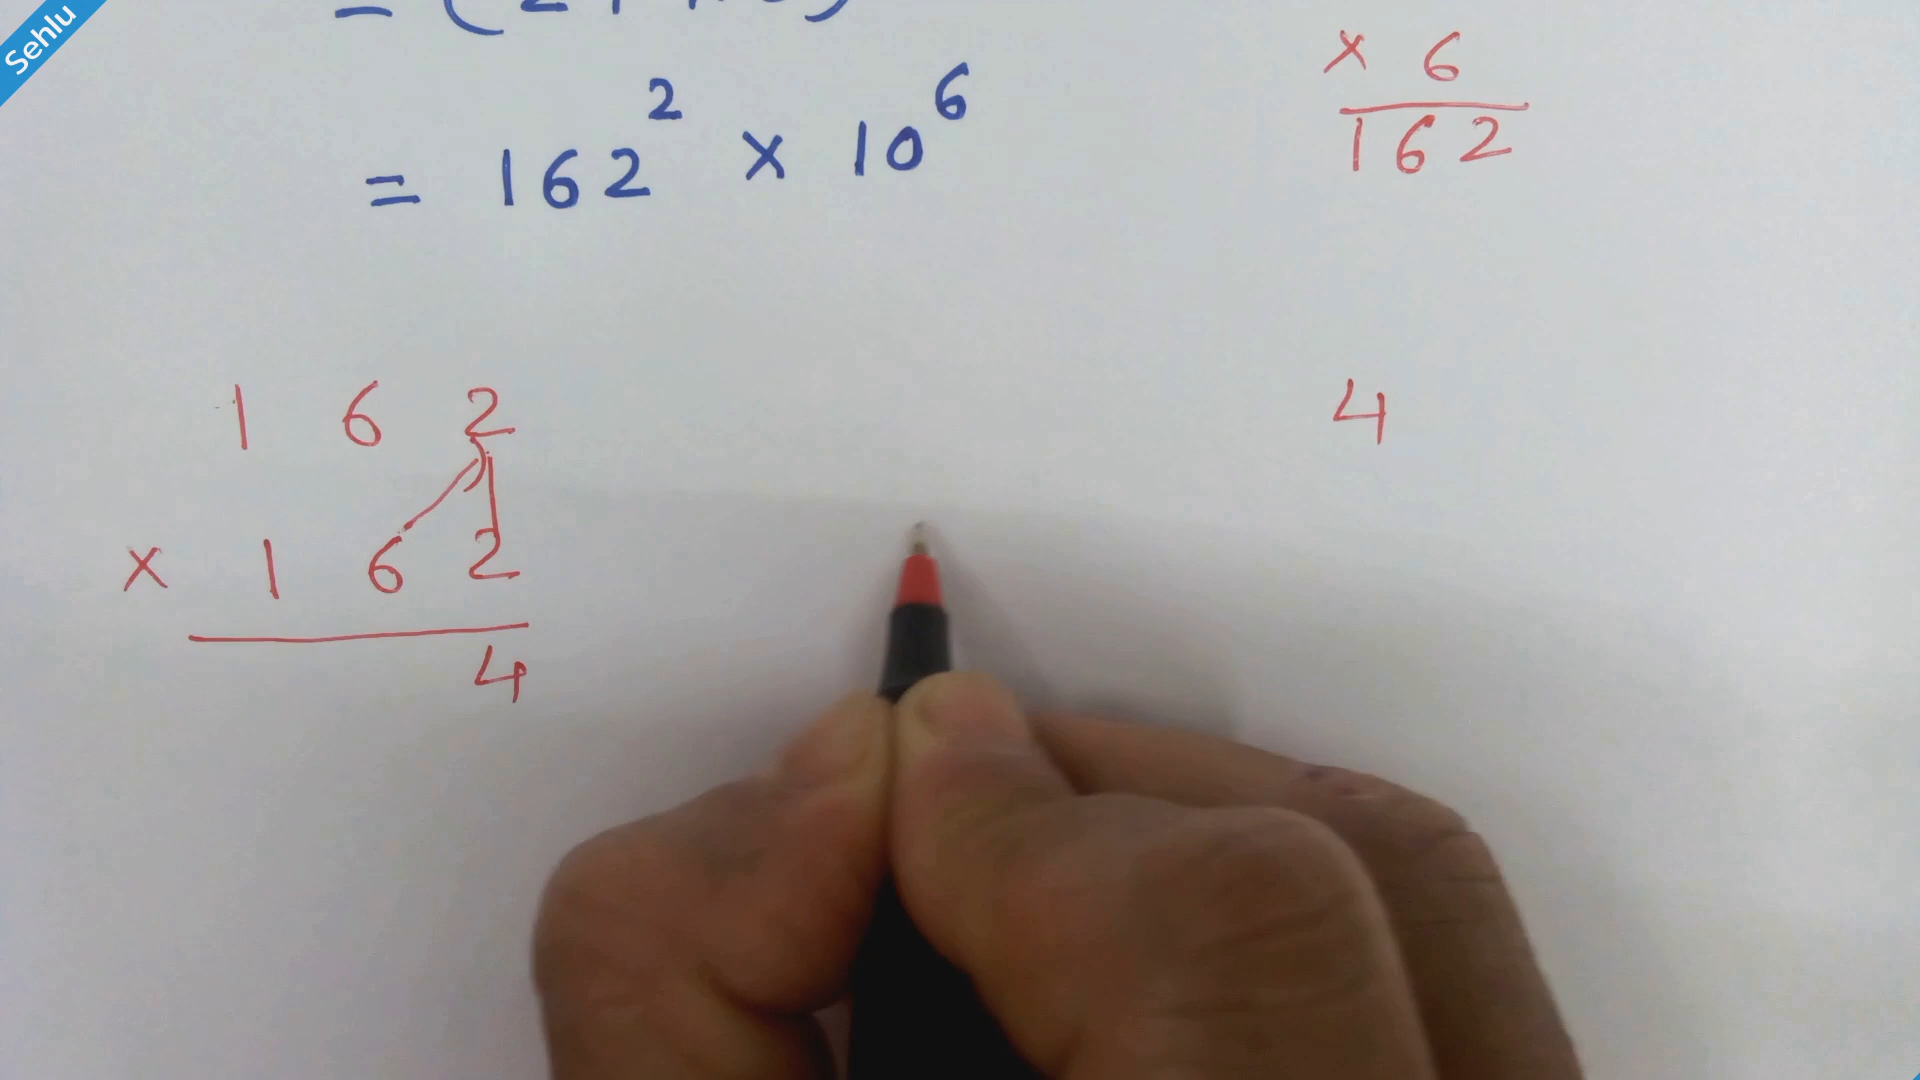 Sehlu
= 162² × 10⁶
× 6
162
1 6 2
× 1 6 2
4
4